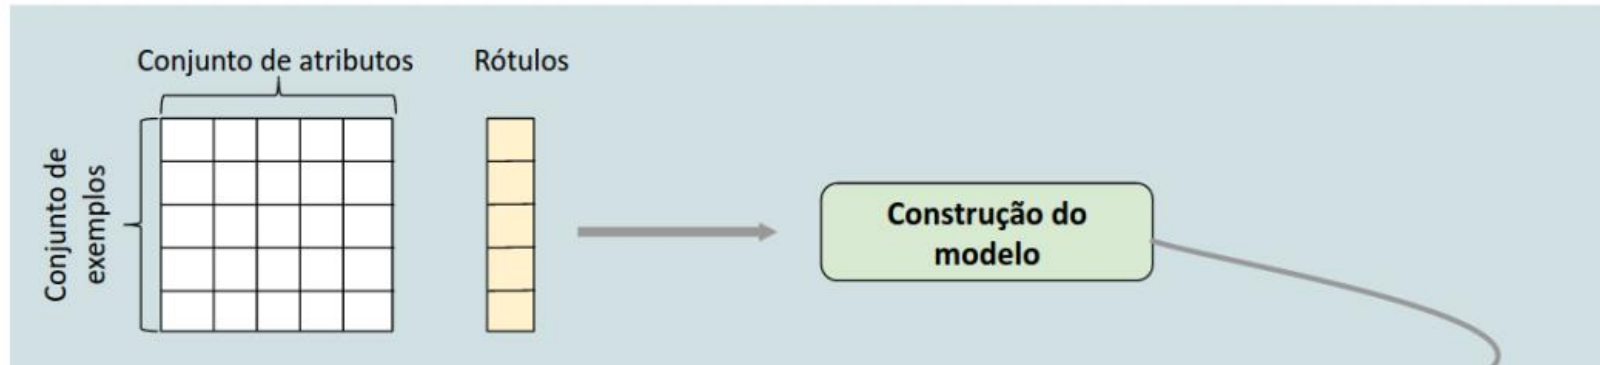 Conjunto de atributos
Rótulos
Conjunto de
exemplos
Construção do
modelo